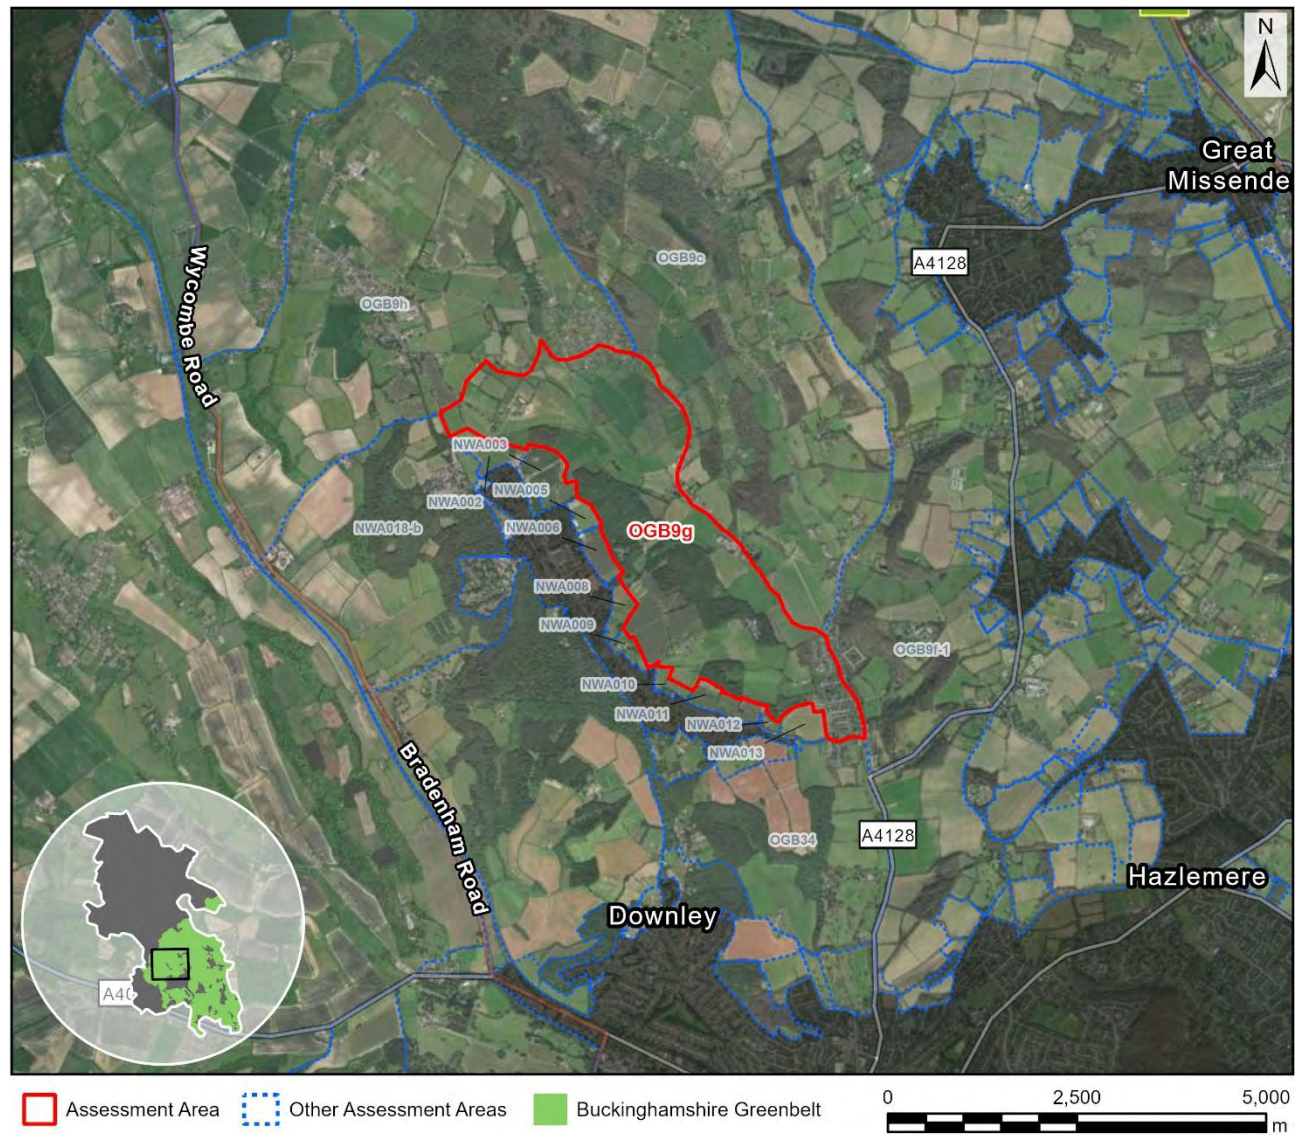 N
Great
Missende
A4128
Wycombe Road
OGB9c
OGB9h
NWA003
NWA005
NWA002
NWA006
NWA018-b
OGB9g
NWA008
NWA009
OGB9f-1
NWA010
NWA011
NWA012
NWA013
Bradenham Road
OGB34
A4128
Hazlemere
Downley
A40
Assessment Area
Other Assessment Areas
Buckinghamshire Greenbelt
0 2,500 5,000
m